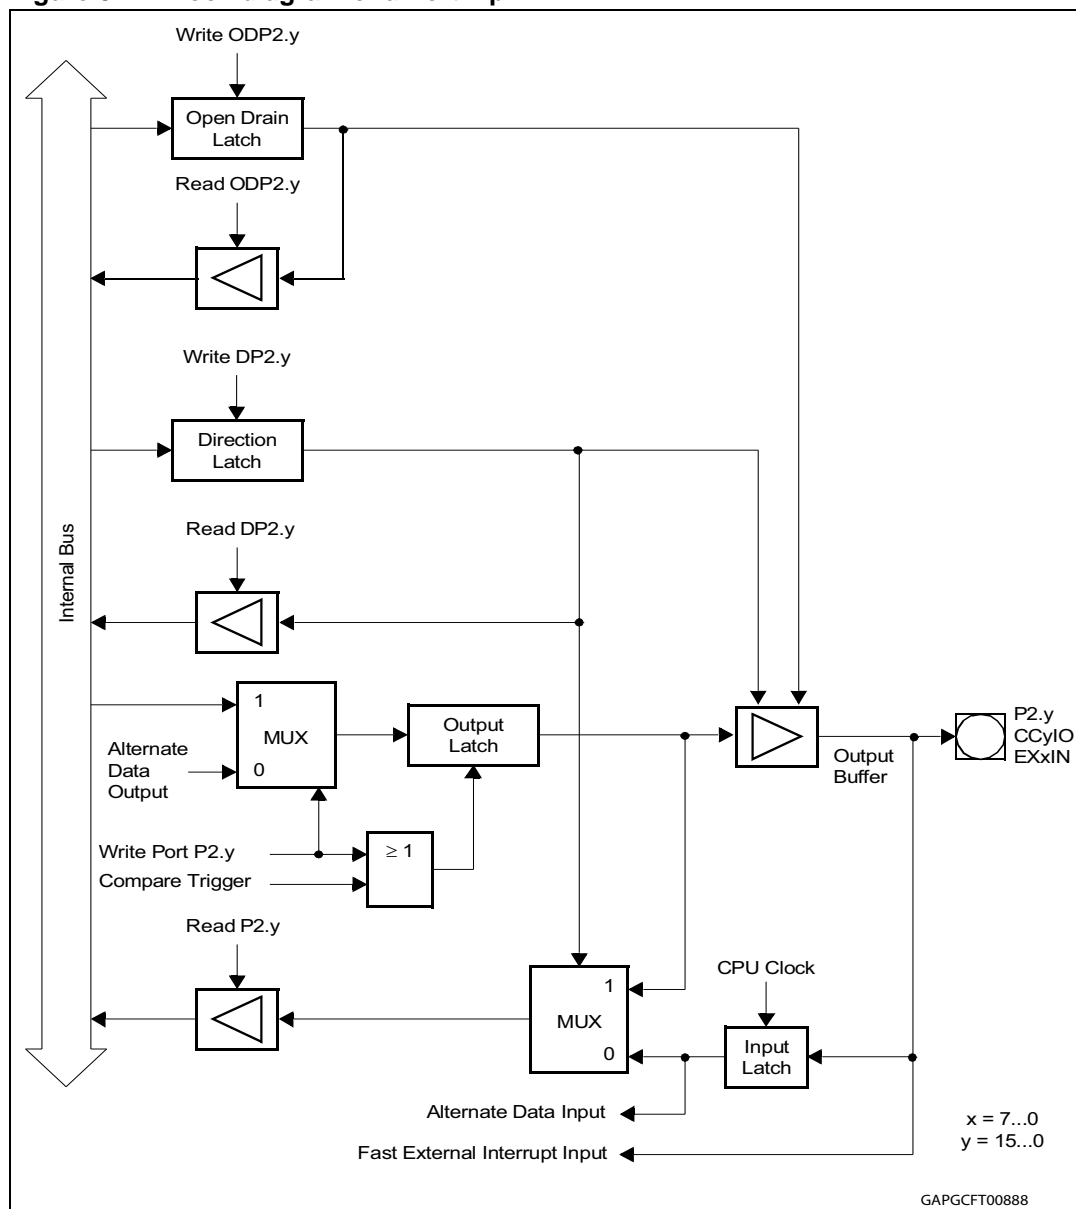 Write ODP2.y
Open Drain
Latch
Read ODP2.y
Write DP2.y
Direction
Latch
Internal Bus
Read DP2.y
1
MUX
0
Alternate
Data
Output
Output
Latch
Output
Buffer
P2.y
CCyIO
EXxIN
Write Port P2.y
Compare Trigger
≥ 1
Read P2.y
CPU Clock
1
MUX
0
Input
Latch
Alternate Data Input
Fast External Interrupt Input
x = 7...0
y = 15...0
GAPGCFT00888